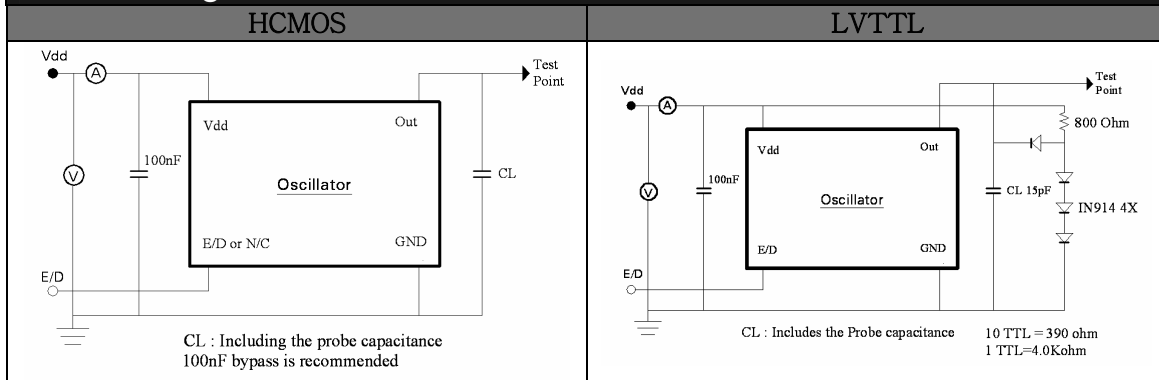 HCMOS
Vdd
A
Test
Point
Vdd
Out
100nF
V
CL
Oscillator
E/D or N/C
GND
E/D
CL : Including the probe capacitance
100nF bypass is recommended
LVTTL
Test
Point
Vdd
A
800 Ohm
Vdd
Out
100nF
V
CL 15pF
Oscillator
IN914 4X
E/D
GND
E/D
CL : Includes the Probe capacitance
10 TTL = 390 ohm
1 TTL=4.0Kohm